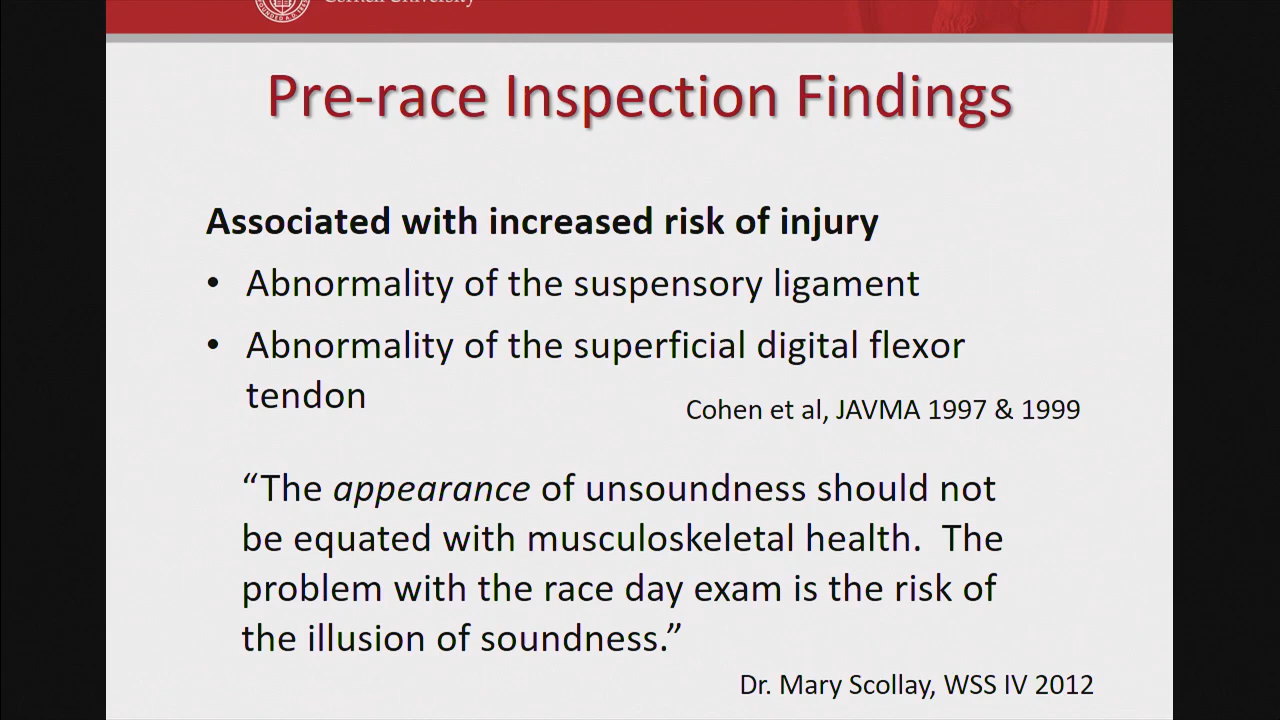 Cornell University
Pre-race Inspection Findings
Associated with increased risk of injury
• Abnormality of the suspensory ligament
• Abnormality of the superficial digital flexor
tendon
Cohen et al, JAVMA 1997 & 1999
“The appearance of unsoundness should not
be equated with musculoskeletal health.  The
problem with the race day exam is the risk of
the illusion of soundness.”
Dr. Mary Scollay, WSS IV 2012